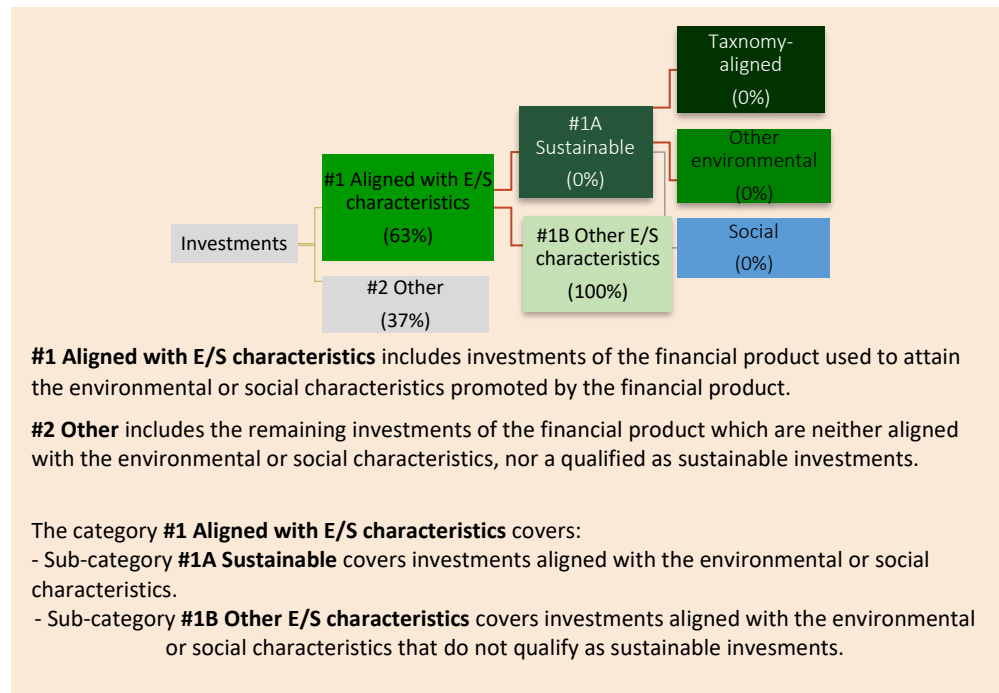 Taxnomy-
aligned
(0%)
#1A
Sustainable
(0%)
Other
environmental
(0%)
#1 Aligned with E/S
characteristics
(63%)
Investments
#1B Other E/S
characteristics
(100%)
Social
(0%)
#2 Other
(37%)
#1 Aligned with E/S characteristics includes investments of the financial product used to attain
the environmental or social characteristics promoted by the financial product.
#2 Other includes the remaining investments of the financial product which are neither aligned
with the environmental or social characteristics, nor a qualified as sustainable investments.
The category #1 Aligned with E/S characteristics covers:
- Sub-category #1A Sustainable covers investments aligned with the environmental or social
characteristics.
- Sub-category #1B Other E/S characteristics covers investments aligned with the environmental
or social characteristics that do not qualify as sustainable invesments.